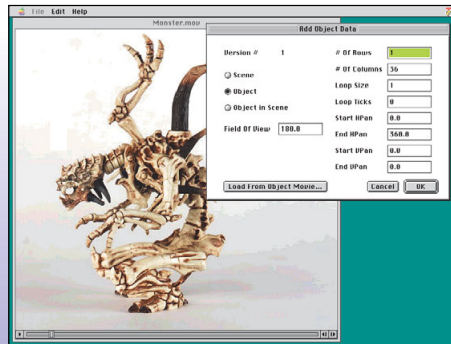 File Edit Help
Monster.mov
Add Object Data
Version # 1
Scene
Object
Object in Scene
Field Of View 180.0
# Of Rows 1
# Of Columns 36
Loop Size 1
Loop Ticks 0
Start HPan 0.0
End HPan 360.0
Start VPan 0.0
End VPan 0.0
Load From Object Movie...
Cancel
OK